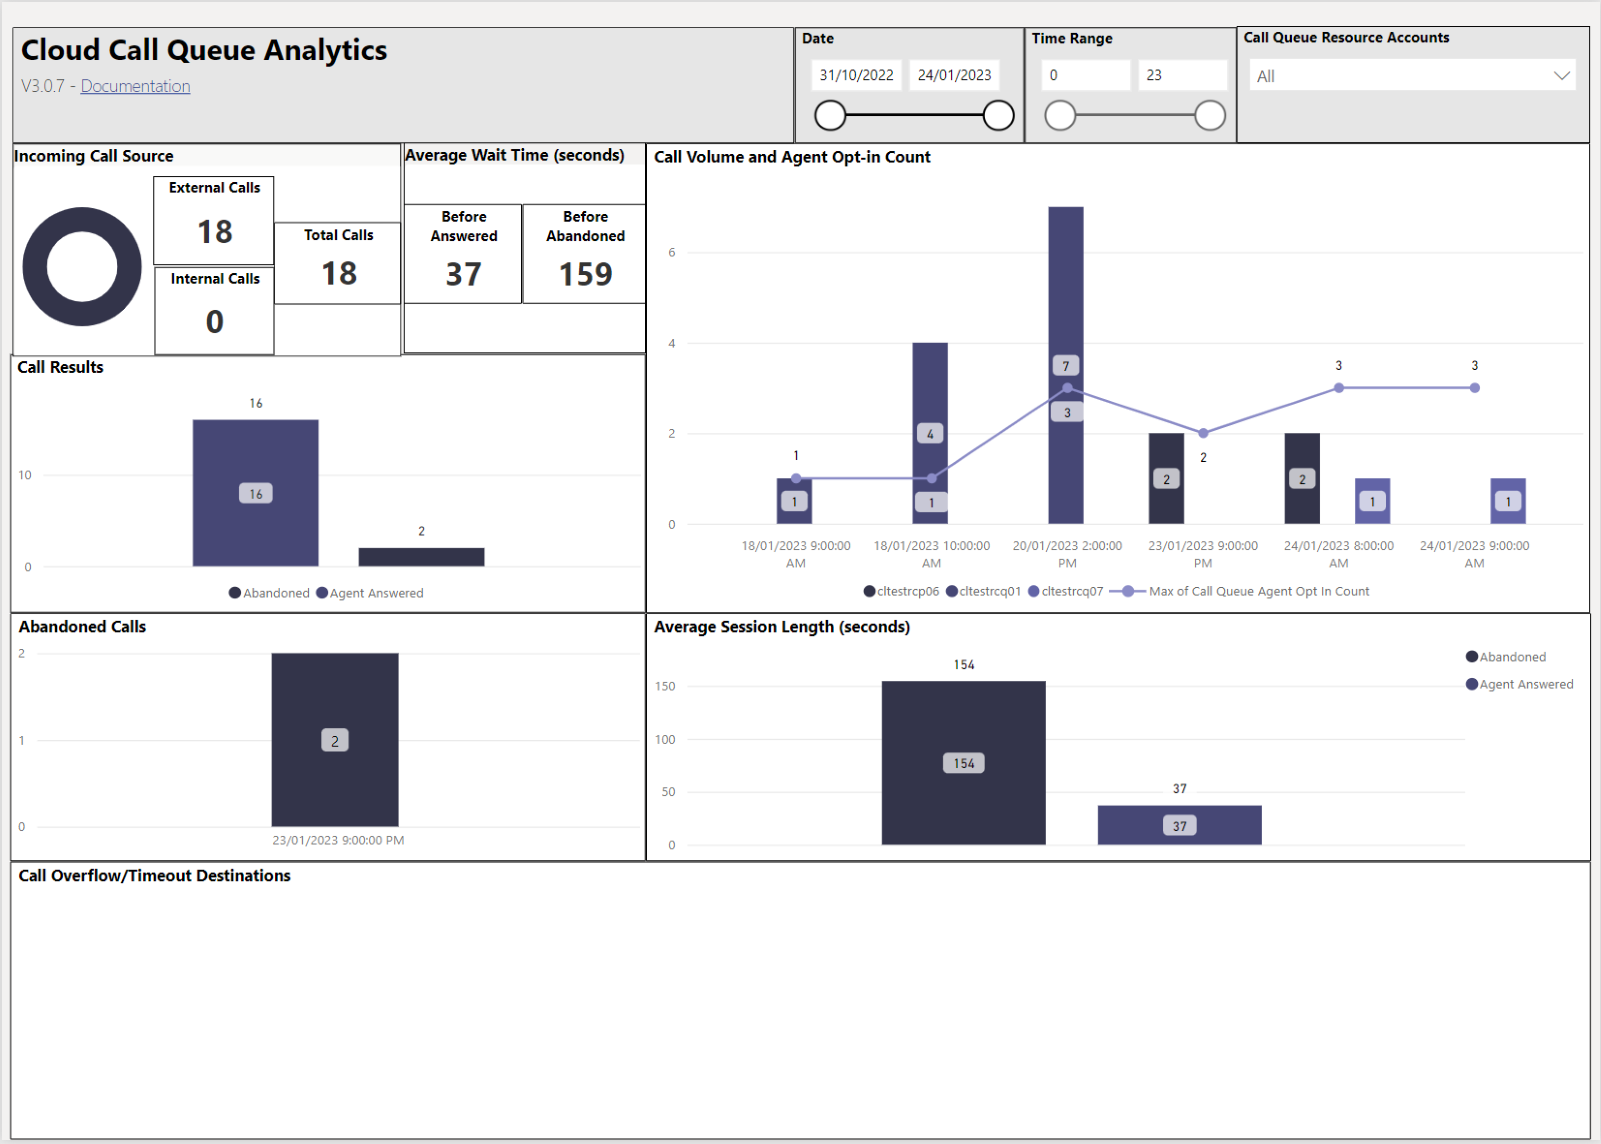 Cloud Call Queue Analytics
V3.0.7 - Documentation
Date
31/10/2022 24/01/2023
Time Range
0 23
Call Queue Resource Accounts
All
Incoming Call Source
External Calls
18
Internal Calls
0
Total Calls
18
Average Wait Time (seconds)
Before
Answered
37
Before
Abandoned
159
Call Volume and Agent Opt-in Count
6
4
2
0
1
1
4
1
7
3
2
2
2
3
1
3
1
18/01/2023 9:00:00
AM
18/01/2023 10:00:00
AM
20/01/2023 2:00:00
PM
23/01/2023 9:00:00
PM
24/01/2023 8:00:00
AM
24/01/2023 9:00:00
AM
cltestrcp06 cltestrcq01 cltestrcq07 Max of Call Queue Agent Opt In Count
Call Results
10
0
16
16
2
Abandoned Agent Answered
Abandoned Calls
2
1
0
2
23/01/2023 9:00:00 PM
Average Session Length (seconds)
150
100
50
0
154
154
37
37
Abandoned
Agent Answered
Call Overflow/Timeout Destinations